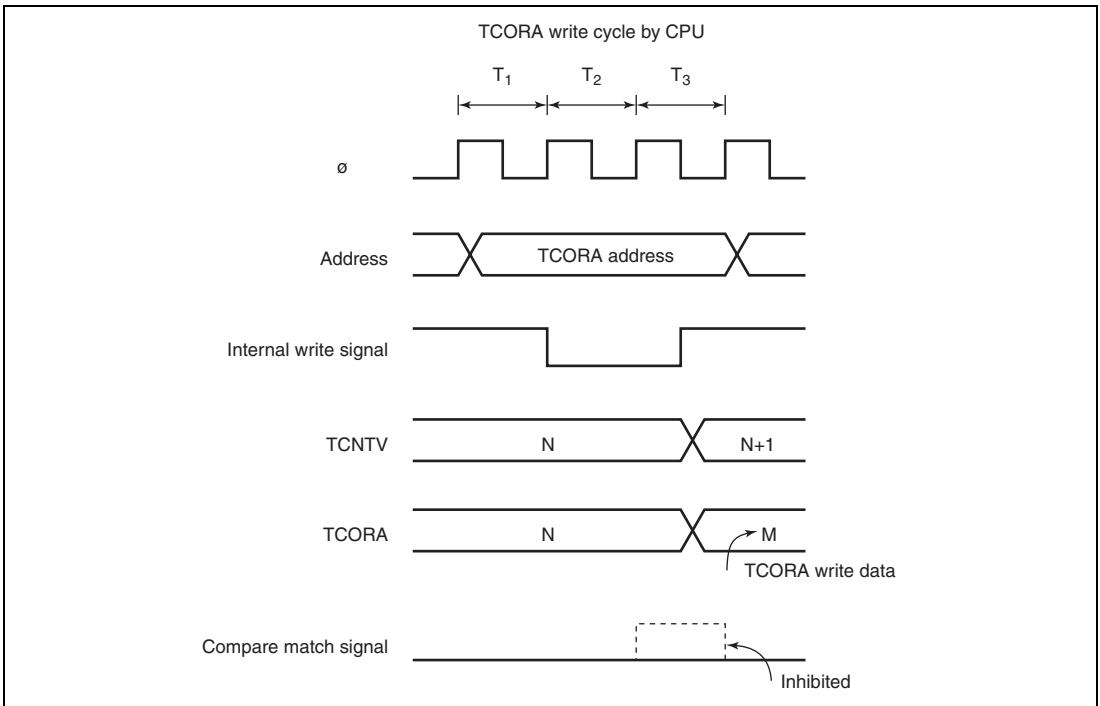 TCORA write cycle by CPU
T1 T2 T3
ø
Address TCORA address
Internal write signal
TCNTV N N+1
TCORA N M
TCORA write data
Compare match signal
Inhibited